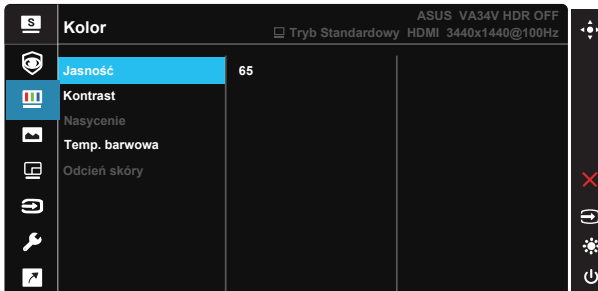 S
ASUS VA34V HDR OFF
Kolor
Tryb Standardowy HDMI 3440x1440@100Hz
Jasność 65
Kontrast
Nasycenie
Temp. barwowa
Odcień skóry